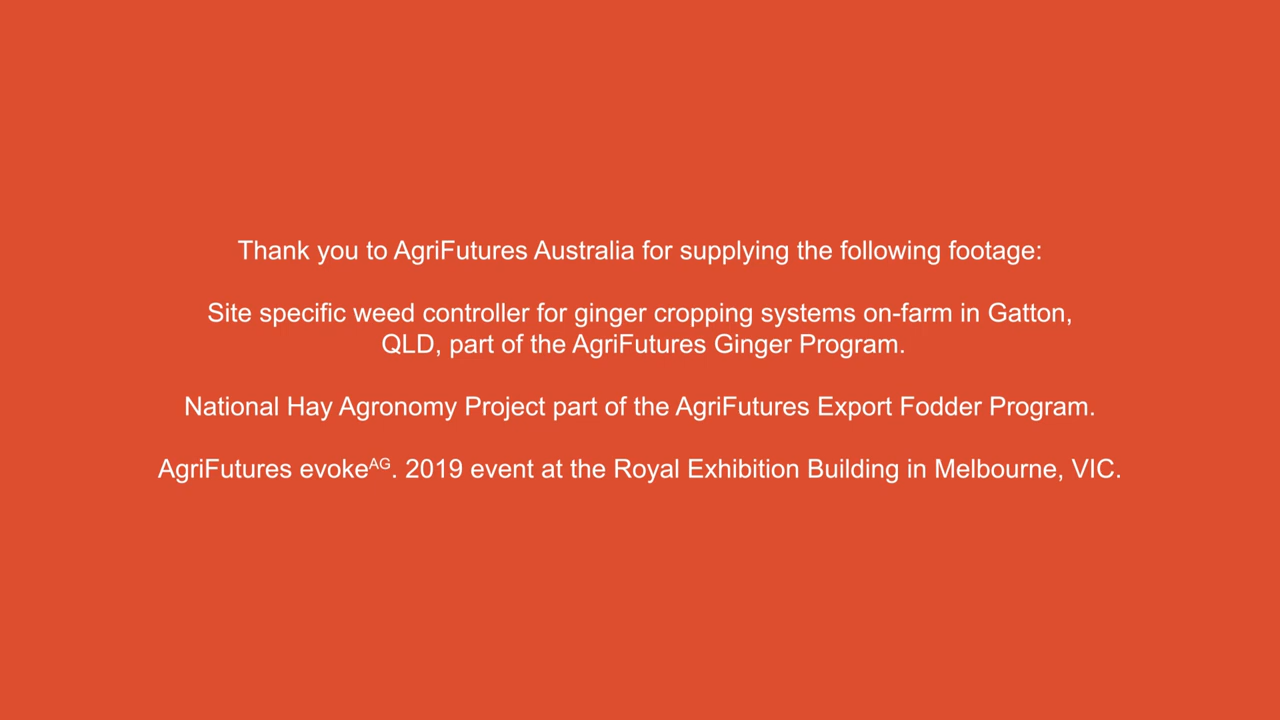 Thank you to AgriFutures Australia for supplying the following footage:
Site specific weed controller for ginger cropping systems on-farm in Gatton,
QLD, part of the AgriFutures Ginger Program.
National Hay Agronomy Project part of the AgriFutures Export Fodder Program.
AgriFutures evokeAG. 2019 event at the Royal Exhibition Building in Melbourne, VIC.